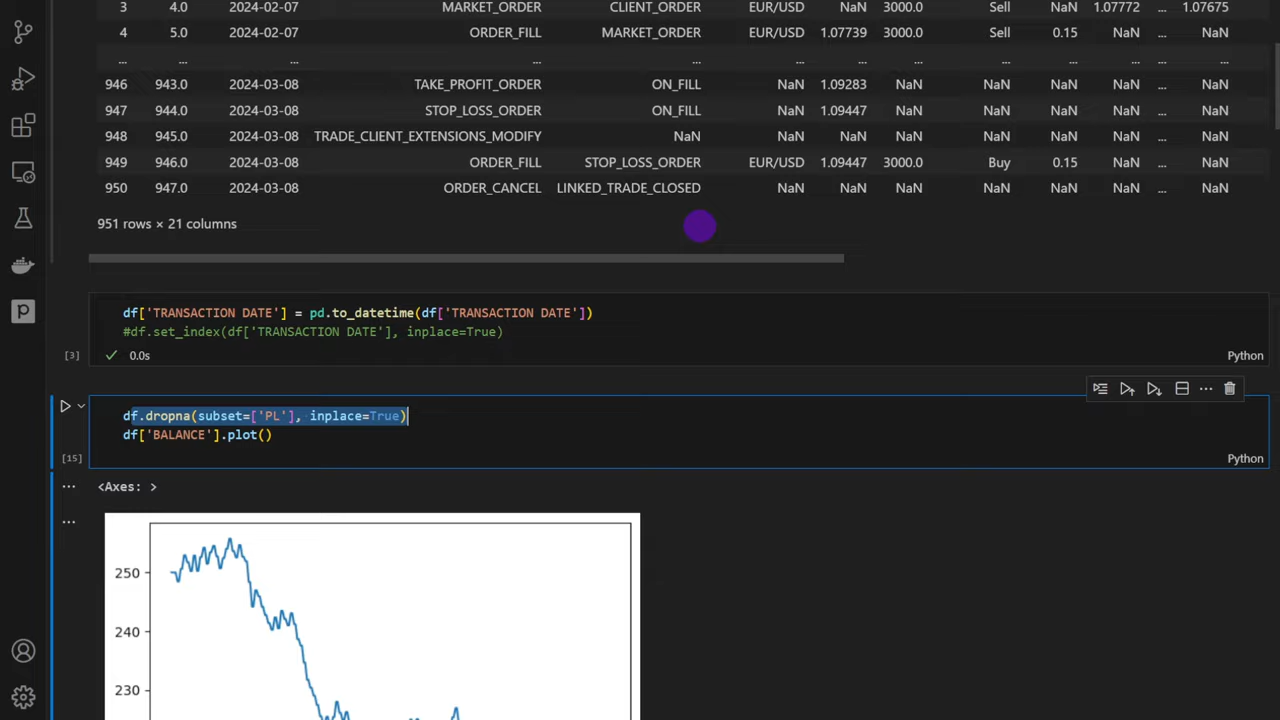 3 4.0 2024-02-07 MARKET_ORDER CLIENT_ORDER EUR/USD NaN 3000.0 Sell NaN 1.07772 ... 1.07675
4 5.0 2024-02-07 ORDER_FILL MARKET_ORDER EUR/USD 1.07739 3000.0 Sell 0.15 NaN ... NaN
... ... ... ... ... ... ... ... ... ... ... ... ...
946 943.0 2024-03-08 TAKE_PROFIT_ORDER ON_FILL NaN 1.09283 NaN NaN NaN NaN ... NaN
947 944.0 2024-03-08 STOP_LOSS_ORDER ON_FILL NaN 1.09447 NaN NaN NaN NaN ... NaN
948 945.0 2024-03-08 TRADE_CLIENT_EXTENSIONS_MODIFY NaN NaN NaN NaN NaN NaN NaN ... NaN
949 946.0 2024-03-08 ORDER_FILL STOP_LOSS_ORDER EUR/USD 1.09447 3000.0 Buy 0.15 NaN ... NaN
950 947.0 2024-03-08 ORDER_CANCEL LINKED_TRADE_CLOSED NaN NaN NaN NaN NaN NaN ... NaN
951 rows × 21 columns
df['TRANSACTION DATE'] = pd.to_datetime(df['TRANSACTION DATE'])
#df.set_index(df['TRANSACTION DATE'], inplace=True)
[3] 0.0s Python
df.dropna(subset=['PL'], inplace=True)
df['BALANCE'].plot()
[15] Python
... <Axes: >
...
250
240
230